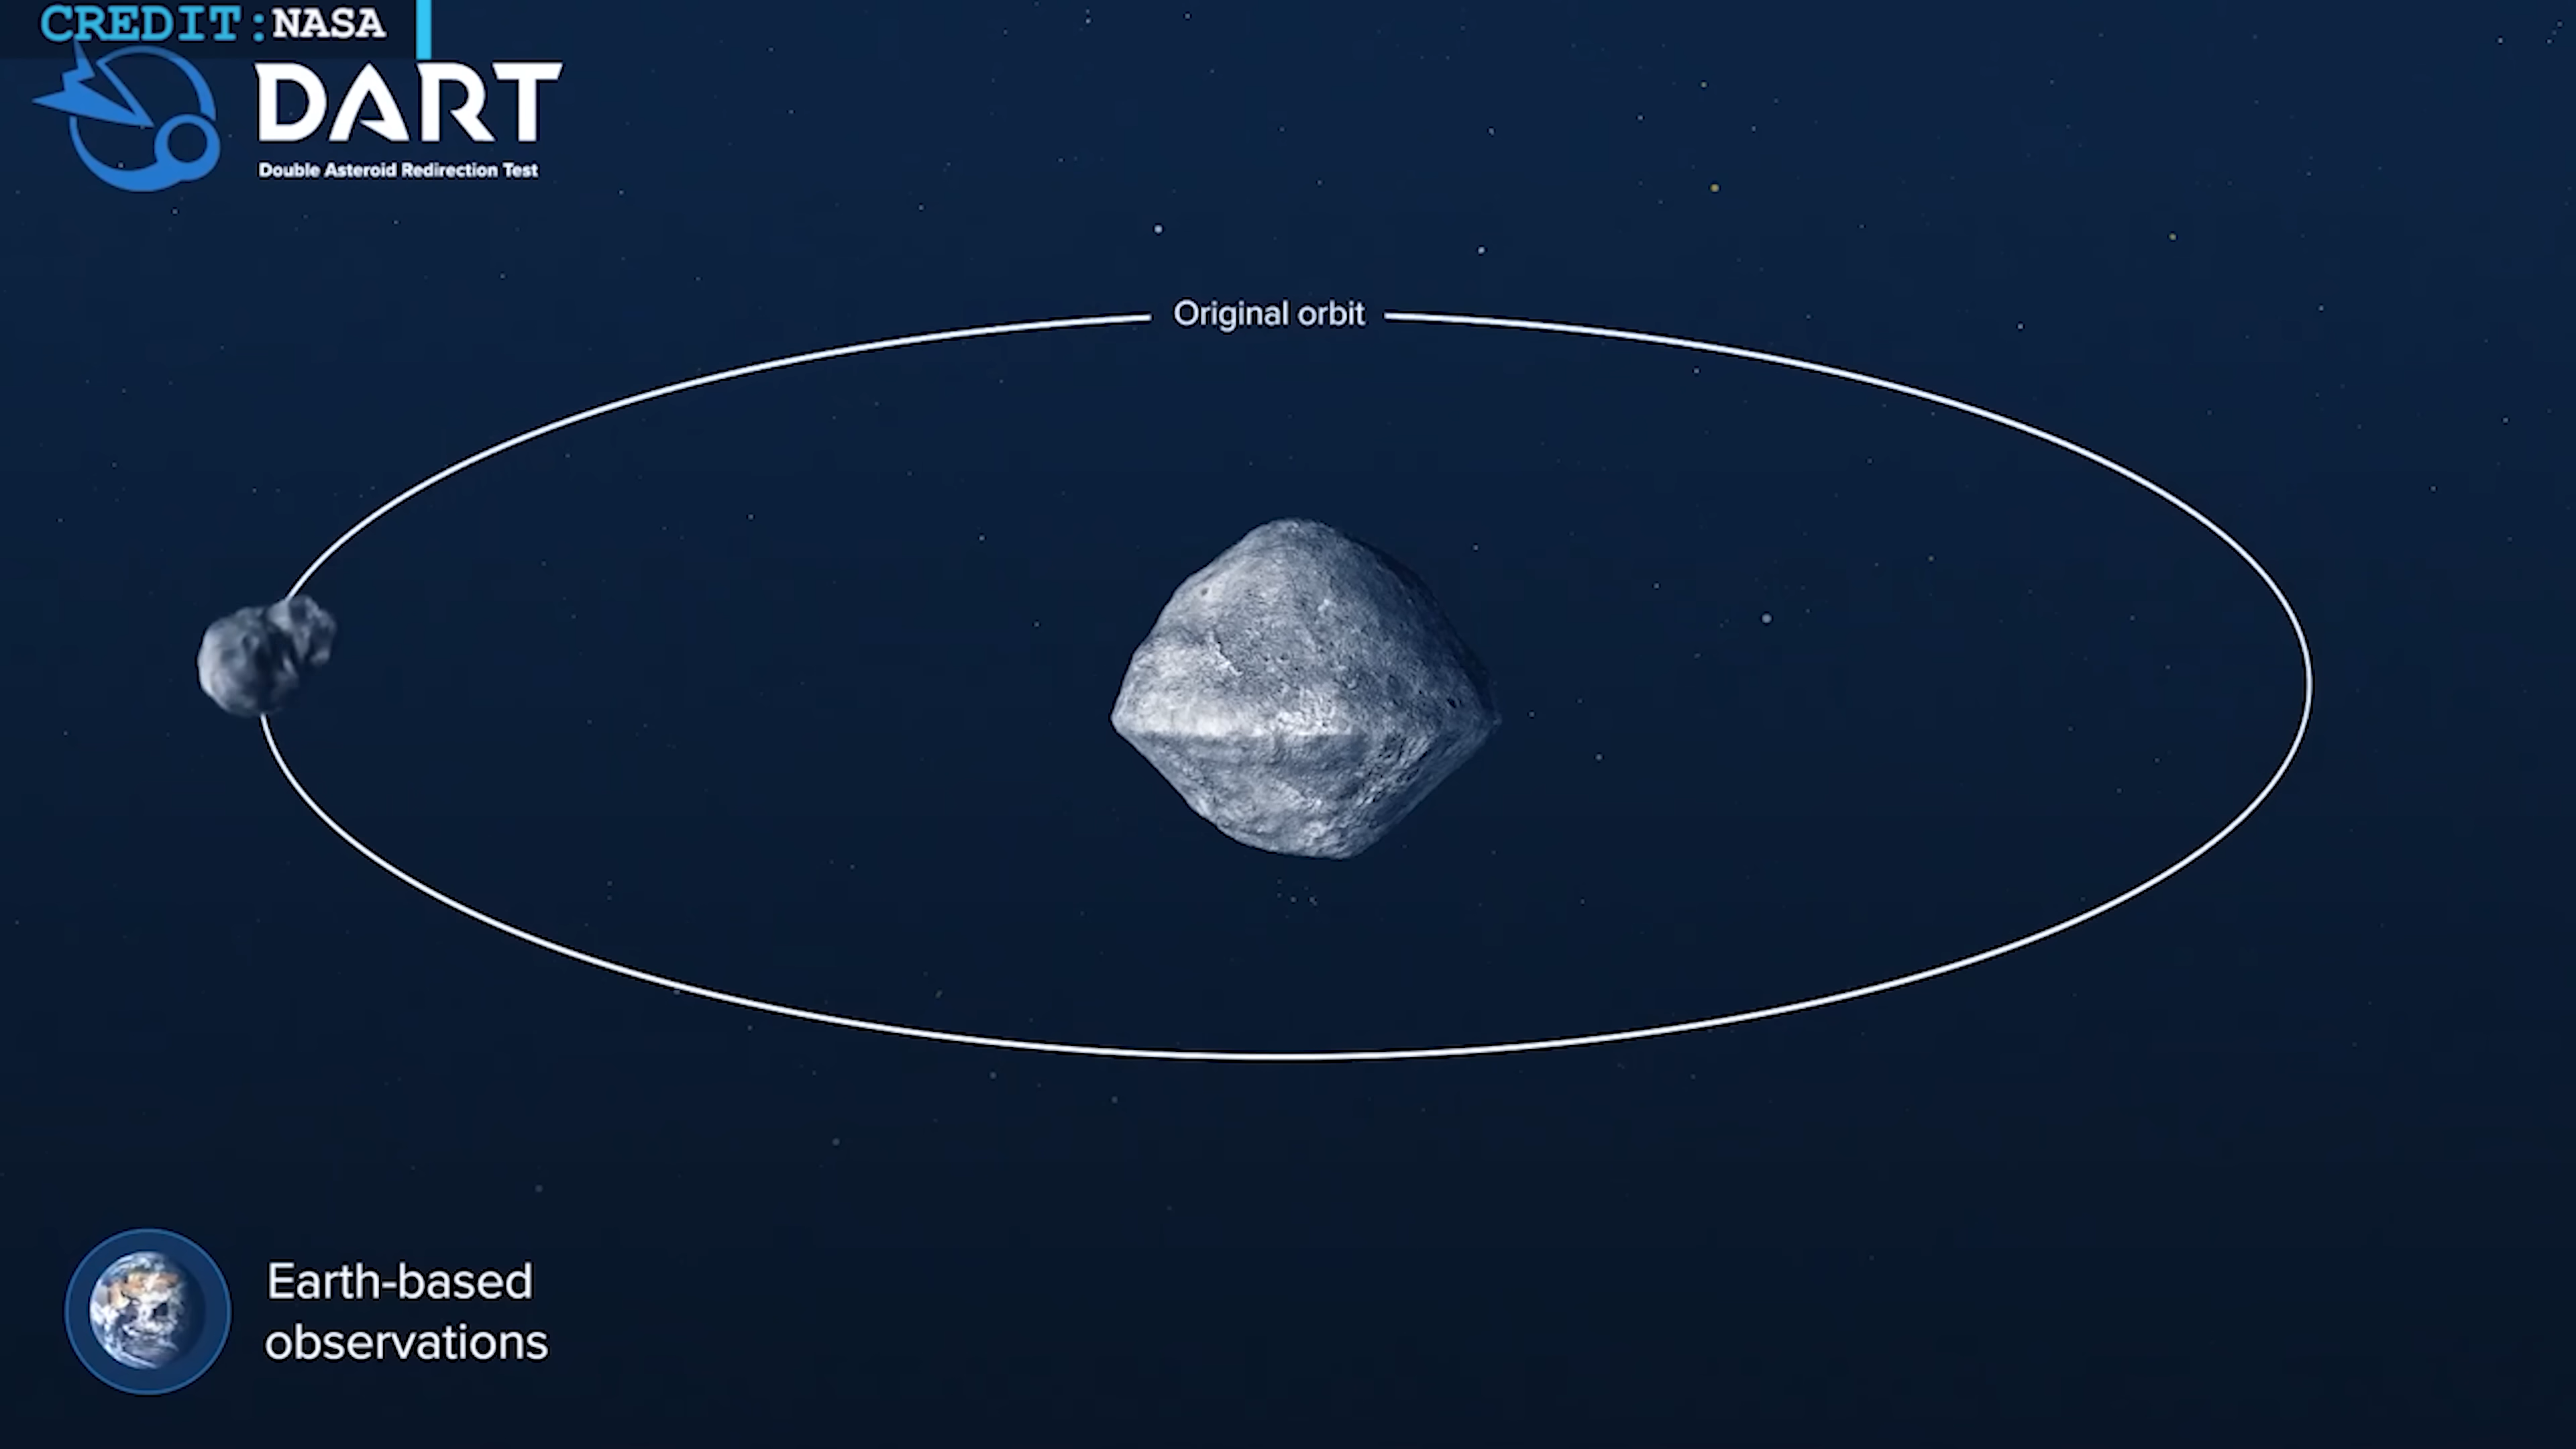 CREDIT:NASA
DART
Double Asteroid Redirection Test
Original orbit
Earth-based
observations